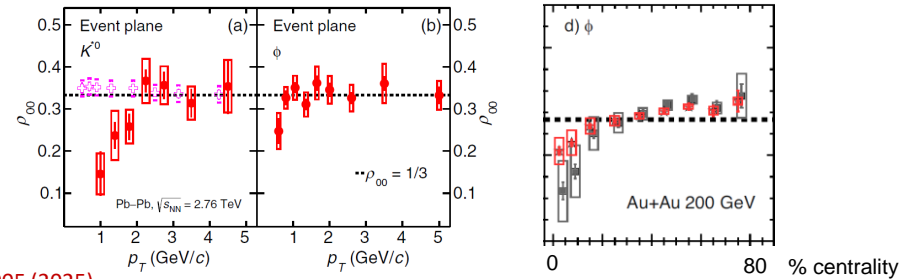 0.5
0.4
0.3
0.2
0.1
ρ00
Event plane
(a)
K*0
Pb–Pb, √sNN = 2.76 TeV
1 2 3 4 5
pT (GeV/c)
Event plane
(b)
ϕ
ρ00 = 1/3
1 2 3 4 5
pT (GeV/c)
0.5
0.4
0.3
0.2
0.1
ρ00
d) ϕ
Au+Au 200 GeV
0 80 % centrality
(2025)